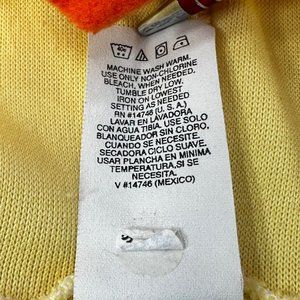 MACHINE WASH WARM.
USE ONLY NON-CHLORINE
BLEACH, WHEN NEEDED.
TUMBLE DRY LOW.
IRON ON LOWEST
SETTING AS NEEDED.
RN #14746 (U. S. A.)
LAVAR EN LAVADORA
CON AGUA TIBIA. USE SOLO
BLANQUEADOR SIN CLORO,
CUANDO SE NECESITE.
SECADORA CICLO SUAVE.
USAR PLANCHA EN MINIMA
TEMPERATURA, SI SE
NECESITA.
V #14746 (MEXICO)
S